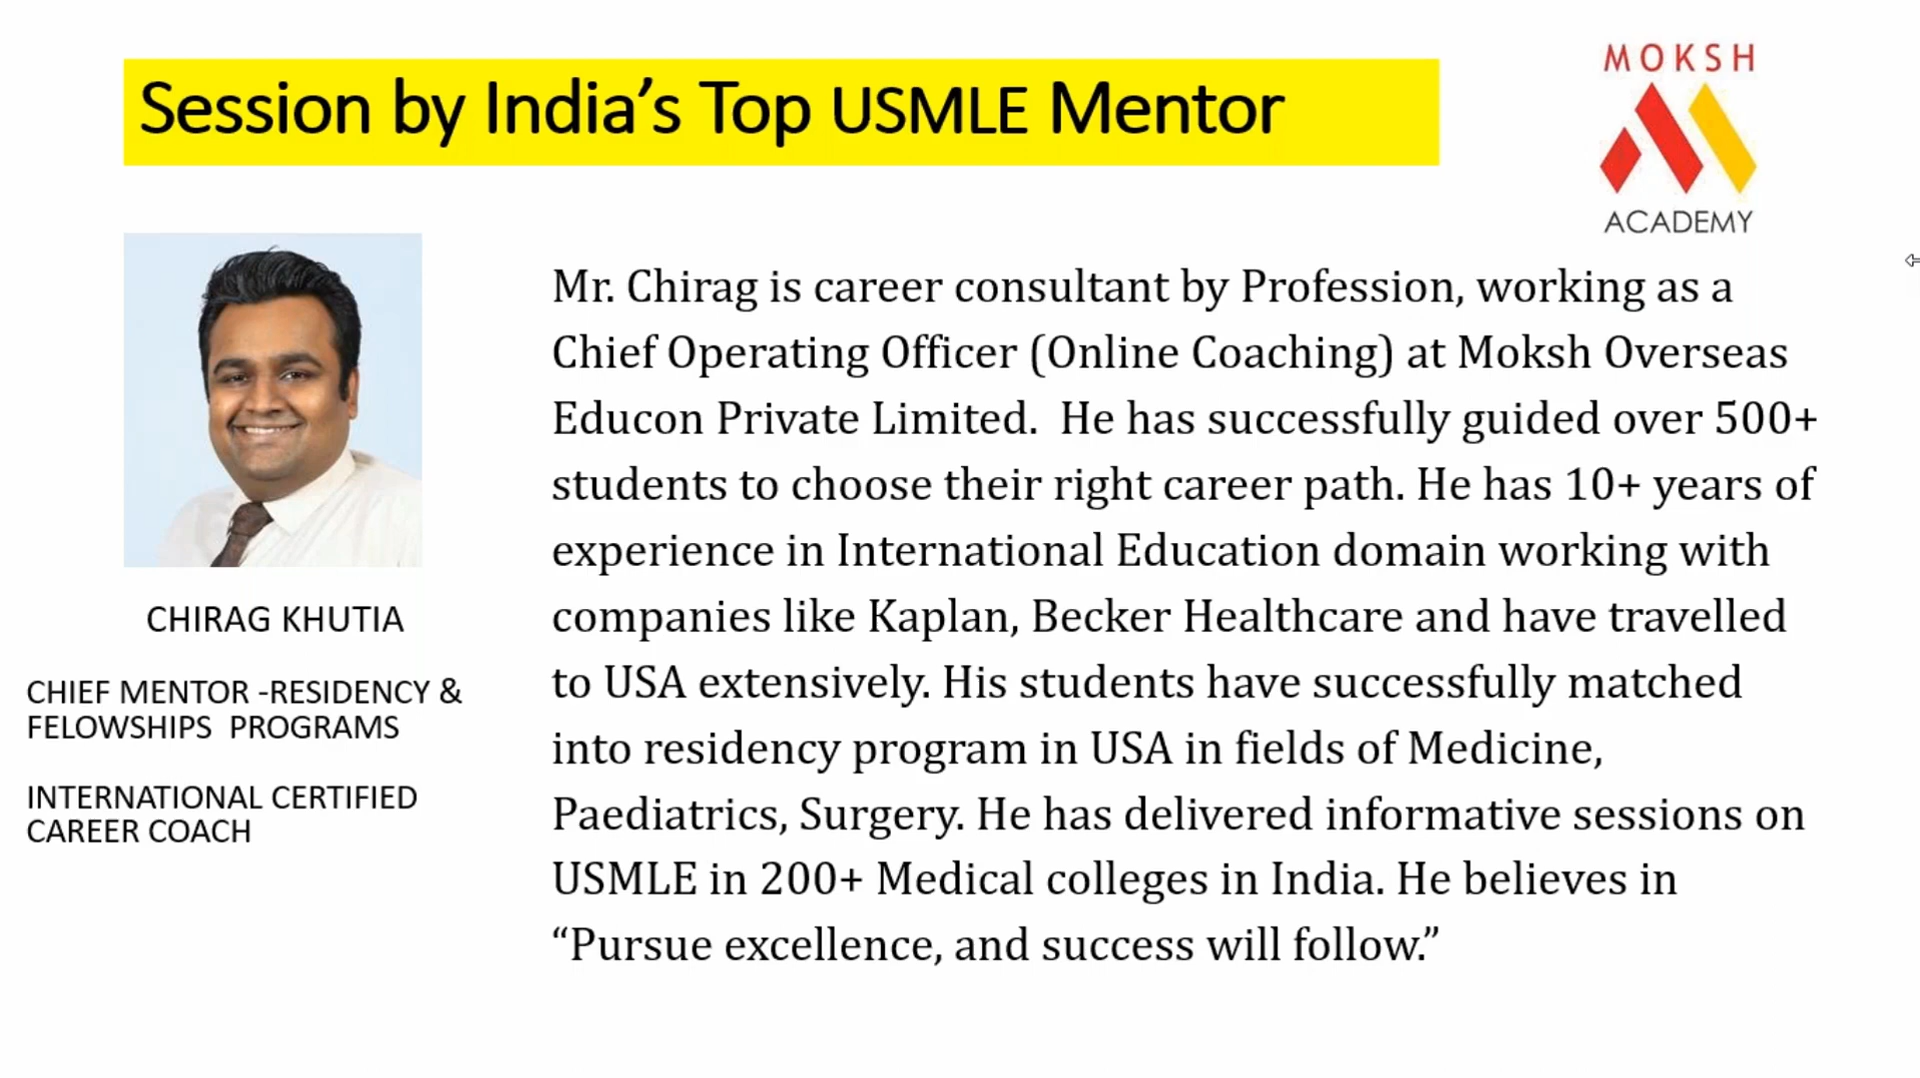 Session by India’s Top USMLE Mentor
MOKSH
ACADEMY
CHIRAG KHUTIA
CHIEF MENTOR -RESIDENCY &
FELOWSHIPS  PROGRAMS
INTERNATIONAL CERTIFIED
CAREER COACH
Mr. Chirag is career consultant by Profession, working as a
Chief Operating Officer (Online Coaching) at Moksh Overseas
Educon Private Limited.  He has successfully guided over 500+
students to choose their right career path. He has 10+ years of
experience in International Education domain working with
companies like Kaplan, Becker Healthcare and have travelled
to USA extensively. His students have successfully matched
into residency program in USA in fields of Medicine,
Paediatrics, Surgery. He has delivered informative sessions on
USMLE in 200+ Medical colleges in India. He believes in
“Pursue excellence, and success will follow.”